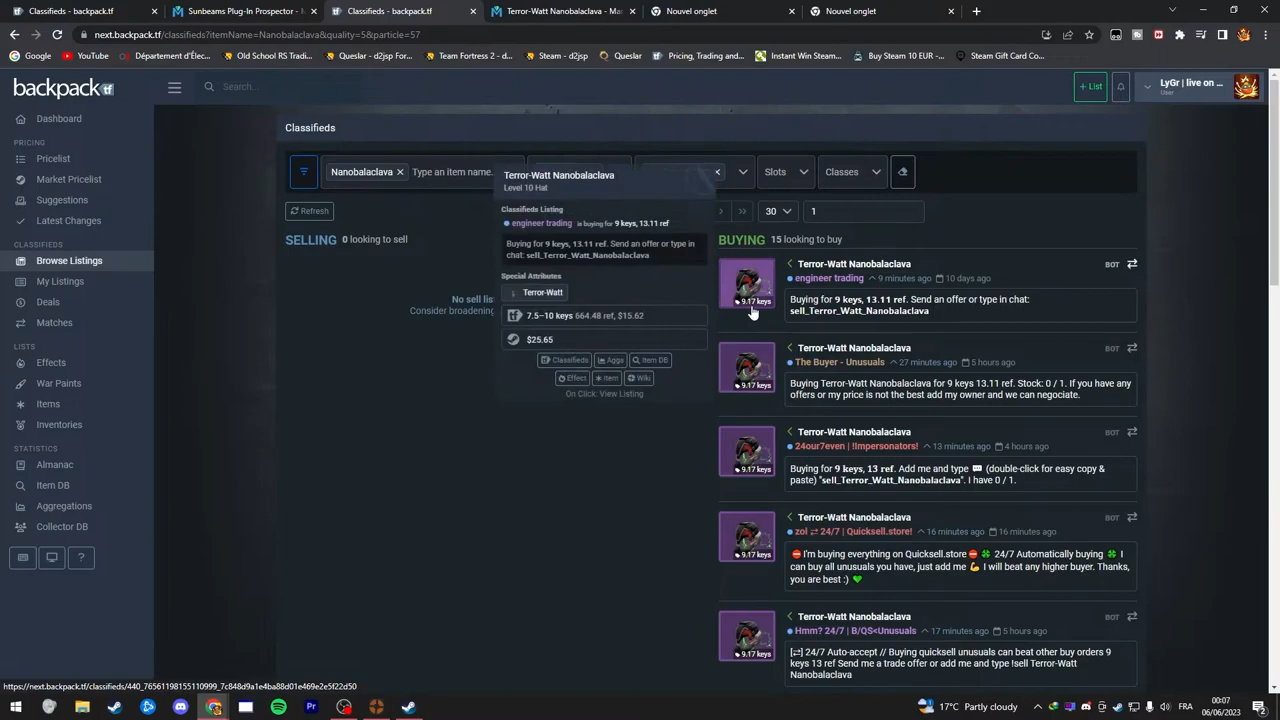 Classifieds - backpack.tf
Sunbeams Plug-In Prospector - M
Classifieds - backpack.tf
Terror-Watt Nanobalaclava - Ma
Nouvel onglet
Nouvel onglet
next.backpack.tf/classifieds?itemName=Nanobalaclava&quality=5&particle=57
Google
YouTube
Département d'Élec...
Old School RS Tradin...
Queslar - d2jsp
Team Fortress 2 - d...
Steam - d2jsp
Queslar
Pricing, Trading and...
Instant Win Steam...
Buy Steam 10 EUR -...
Steam Gift Card Co...
backpack tf
Search...
+ List
LyGr | live on ...
User
Dashboard
PRICING
Pricelist
Market Pricelist
Suggestions
Latest Changes
CLASSIFIEDS
Browse Listings
My Listings
Deals
Matches
LISTS
Effects
War Paints
Items
Inventories
STATISTICS
Almanac
Item DB
Aggregations
Collector DB
Classifieds
Nanobalaclava
Type an item name...
Slots
Classes
Refresh
30
1
SELLING 0 looking to sell
No sell lis
Consider broadening
Terror-Watt Nanobalaclava
Level 10 Hat
Classifieds Listing
engineer trading is buying for 9 keys, 13.11 ref
Buying for 9 keys, 13.11 ref. Send an offer or type in
chat: sell_Terror_Watt_Nanobalaclava
Special Attributes
Terror-Watt
7.5–10 keys 664.48 ref, $15.62
$25.65
Classifieds
Aggs
Item DB
Effect
Item
Wiki
On Click: View Listing
BUYING 15 looking to buy
9.17 keys
Terror-Watt Nanobalaclava
BOT
engineer trading 9 minutes ago 10 days ago
Buying for 9 keys, 13.11 ref. Send an offer or type in chat:
sell_Terror_Watt_Nanobalaclava
9.17 keys
Terror-Watt Nanobalaclava
BOT
The Buyer - Unusuals 27 minutes ago 5 hours ago
Buying Terror-Watt Nanobalaclava for 9 keys 13.11 ref. Stock: 0 / 1. If you have any
offers or my price is not the best add my owner and we can negotiate.
9.17 keys
Terror-Watt Nanobalaclava
BOT
24our7even | !Impersonators! 13 minutes ago 4 hours ago
Buying for 9 keys, 13 ref. Add me and type 💬 (double-click for easy copy &
paste) "sell_Terror_Watt_Nanobalaclava". I have 0 / 1.
9.17 keys
Terror-Watt Nanobalaclava
BOT
zol ⇄ 24/7 | Quicksell.store! 16 minutes ago 16 minutes ago
⛔ I'm buying everything on Quicksell.store⛔ 🍀 24/7 Automatically buying 🍀 I
can buy all unusuals you have, just add me 💪 I will beat any higher buyer. Thanks,
you are best :) 💚
9.17 keys
Terror-Watt Nanobalaclava
BOT
Hmm? 24/7 | B/QS<Unusuals 17 minutes ago 5 hours ago
[⇄] 24/7 Auto-accept // Buying quicksell unusuals can beat other buy orders 9
keys 13 ref Send me a trade offer or add me and type !sell Terror-Watt
Nanobalaclava
https://next.backpack.tf/classifieds/440_76561198155110999_7c848d9a1e4ba88d01e469e2e5f22d50
17°C Partly cloudy
FRA
00:07
06/06/2023